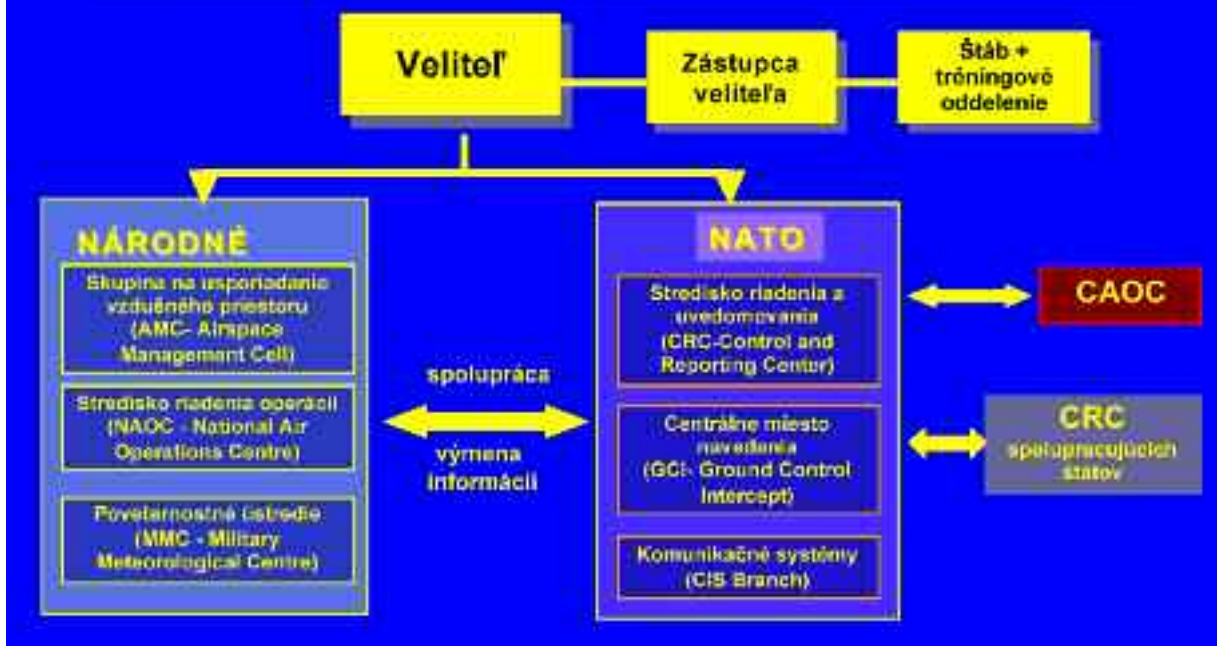 Veliteľ
Zástupca
veliteľa
Štáb +
tréningové
oddelenie
NÁRODNÉ
Skupina na usporiadanie
vzdušného priestoru
(AMC- Airspace
Management Cell)
Stredisko riadenia operácií
(NAOC - National Air
Operations Centre)
Poveternostné ústredie
(MMC - Military
Meteorological Centre)
spolupráca
výmena
informácií
NATO
Stredisko riadenia a
uvedomovania
(CRC-Control and
Reporting Center)
Centrálne miesto
navedenia
(GCI- Ground Control
Intercept)
Komunikačné systémy
(CIS Branch)
CAOC
CRC
spolupracujúcich
štátov